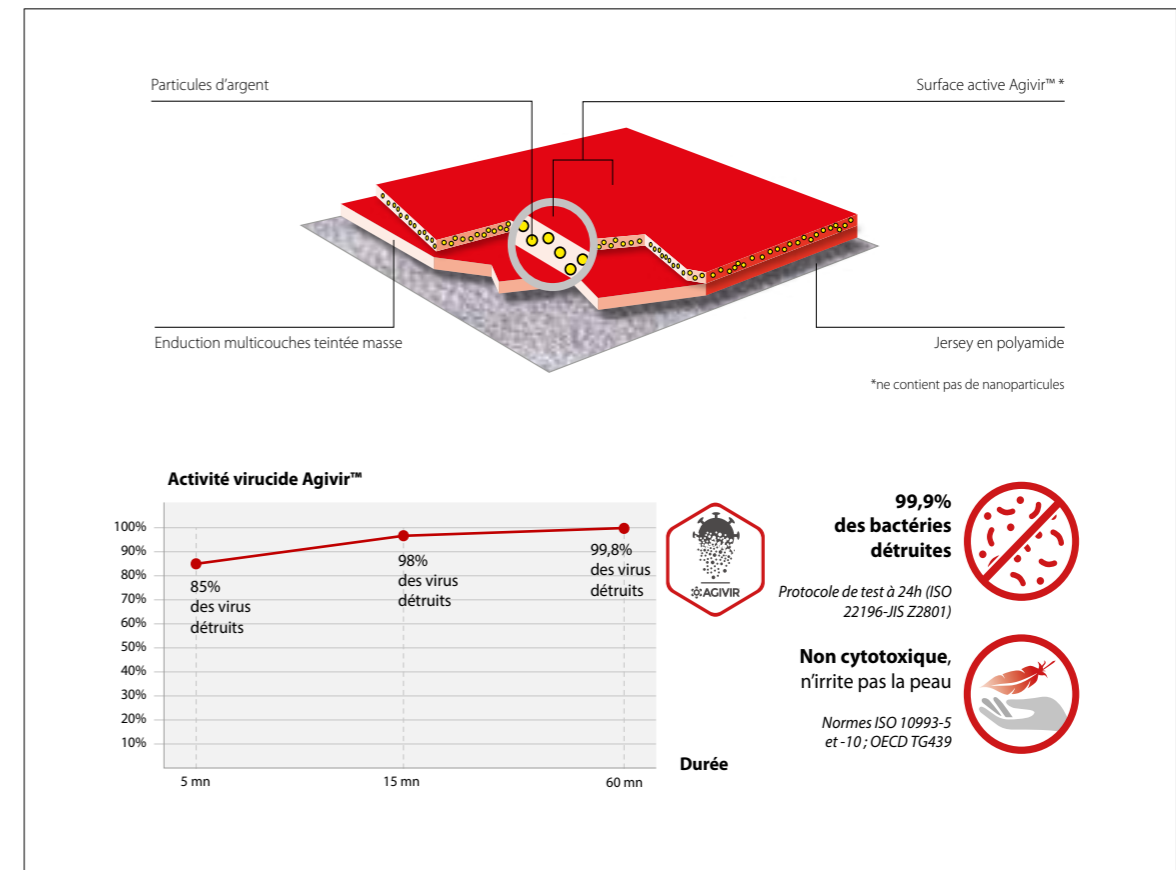 Particules d'argent
Surface active Agivir™ *
Enduction multicouches teintée masse
Jersey en polyamide
*ne contient pas de nanoparticules
Activité virucide Agivir™
100%
90%
80%
70%
60%
50%
40%
30%
20%
10%
85%
des virus
détruits
98%
des virus
détruits
99,8%
des virus
détruits
5 mn
15 mn
60 mn
Durée
AGIVIR
99,9%
des bactéries
détruites
Protocole de test à 24h (ISO
22196-JIS Z2801)
Non cytotoxique,
n'irrite pas la peau
Normes ISO 10993-5
et -10 ; OECD TG439